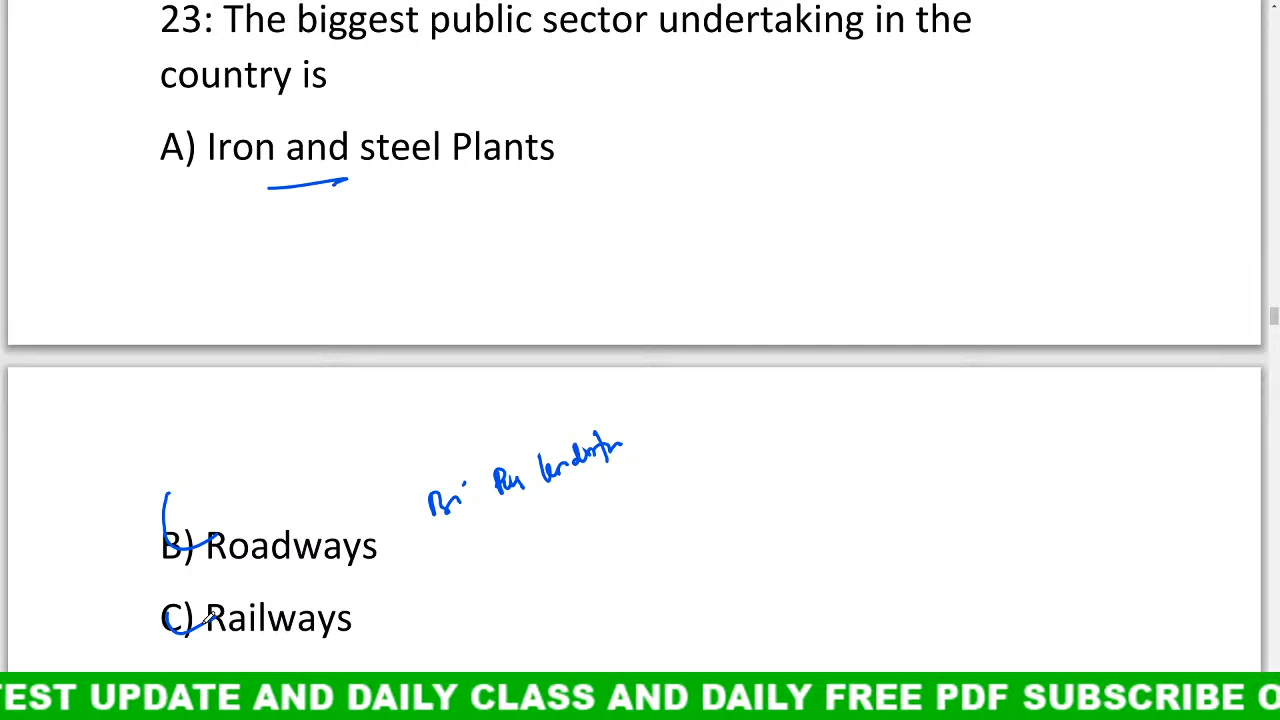 23: The biggest public sector undertaking in the
country is
A) Iron and steel Plants
B) Roadways
C) Railways
TEST UPDATE AND DAILY CLASS AND DAILY FREE PDF SUBSCRIBE O